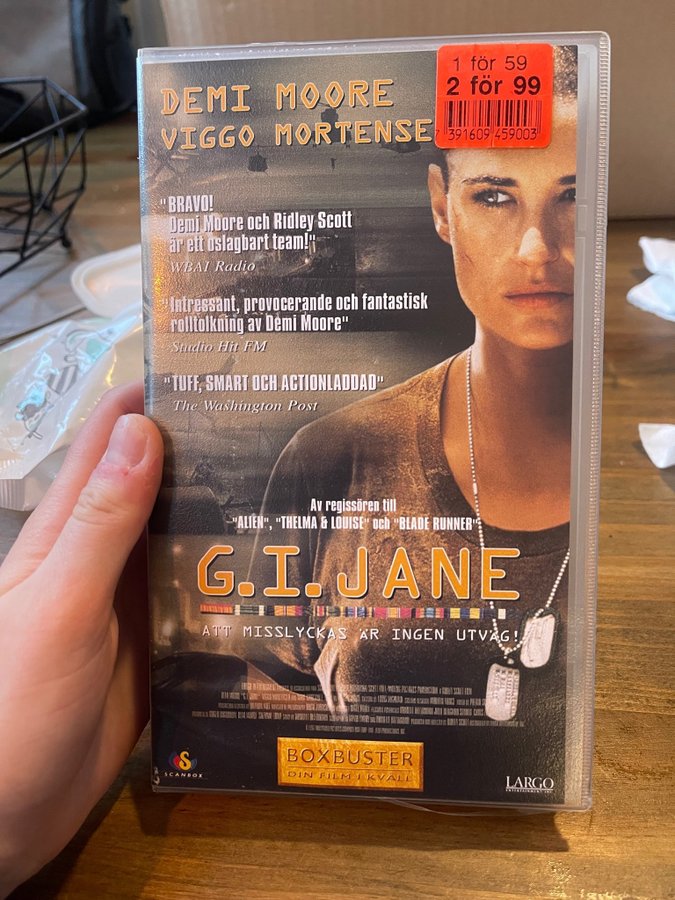 1 för 59
2 för 99
7 391609 459003
DEMI MOORE
VIGGO MORTENSE
"BRAVO!
Demi Moore och Ridley Scott
är ett oslagbart team!"
WBAI Radio
"Intressant, provocerande och fantastisk
rolltolkning av Demi Moore"
Studio Hit FM
"TUFF, SMART OCH ACTIONLADDAD"
The Washington Post
Av regissören till
"ALIEN", "THELMA & LOUISE" och "BLADE RUNNER"
G.I. JANE
ATT MISSLYCKAS ÄR INGEN UTVÄG!
SCANBOX
BOXBUSTER
DIN FILM I KVÄLL
LARGO
ENTERTAINMENT INC.